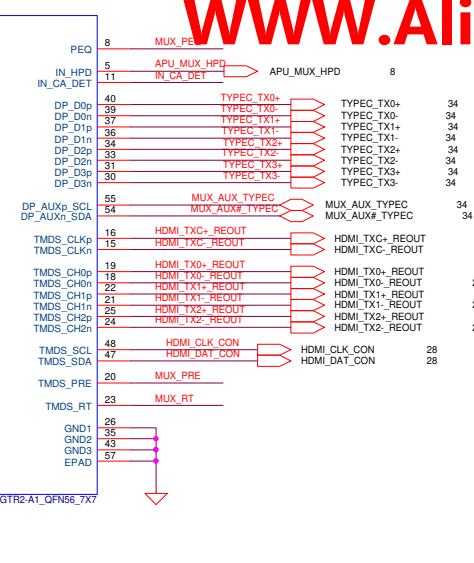 WWW.Ali
PEQ 8 MUX_PEQ
IN_HPD 5 APU_MUX_HPD APU_MUX_HPD 8
IN_CA_DET 11 IN_CA_DET
DP_D0p 40 TYPEC_TX0+ TYPEC_TX0+ 34
DP_D0n 39 TYPEC_TX0- TYPEC_TX0- 34
DP_D1p 37 TYPEC_TX1+ TYPEC_TX1+ 34
DP_D1n 36 TYPEC_TX1- TYPEC_TX1- 34
DP_D2p 34 TYPEC_TX2+ TYPEC_TX2+ 34
DP_D2n 33 TYPEC_TX2- TYPEC_TX2- 34
DP_D3p 31 TYPEC_TX3+ TYPEC_TX3+ 34
DP_D3n 30 TYPEC_TX3- TYPEC_TX3- 34
DP_AUXp_SCL 55 MUX_AUX_TYPEC MUX_AUX_TYPEC 34
DP_AUXn_SDA 54 MUX_AUX#_TYPEC MUX_AUX#_TYPEC 34
TMDS_CLKp 16 HDMI_TXC+_REOUT HDMI_TXC+_REOUT
TMDS_CLKn 15 HDMI_TXC-_REOUT HDMI_TXC-_REOUT
TMDS_CH0p 19 HDMI_TX0+_REOUT HDMI_TX0+_REOUT
TMDS_CH0n 18 HDMI_TX0-_REOUT HDMI_TX0-_REOUT
TMDS_CH1p 22 HDMI_TX1+_REOUT HDMI_TX1+_REOUT
TMDS_CH1n 21 HDMI_TX1-_REOUT HDMI_TX1-_REOUT
TMDS_CH2p 25 HDMI_TX2+_REOUT HDMI_TX2+_REOUT
TMDS_CH2n 24 HDMI_TX2-_REOUT HDMI_TX2-_REOUT
TMDS_SCL 48 HDMI_CLK_CON HDMI_CLK_CON 28
TMDS_SDA 47 HDMI_DAT_CON HDMI_DAT_CON 28
TMDS_PRE 20 MUX_PRE
TMDS_RT 23 MUX_RT
GND1 26
GND2 35
GND3 43
EPAD 57
GTR2-A1_QFN56_7X7